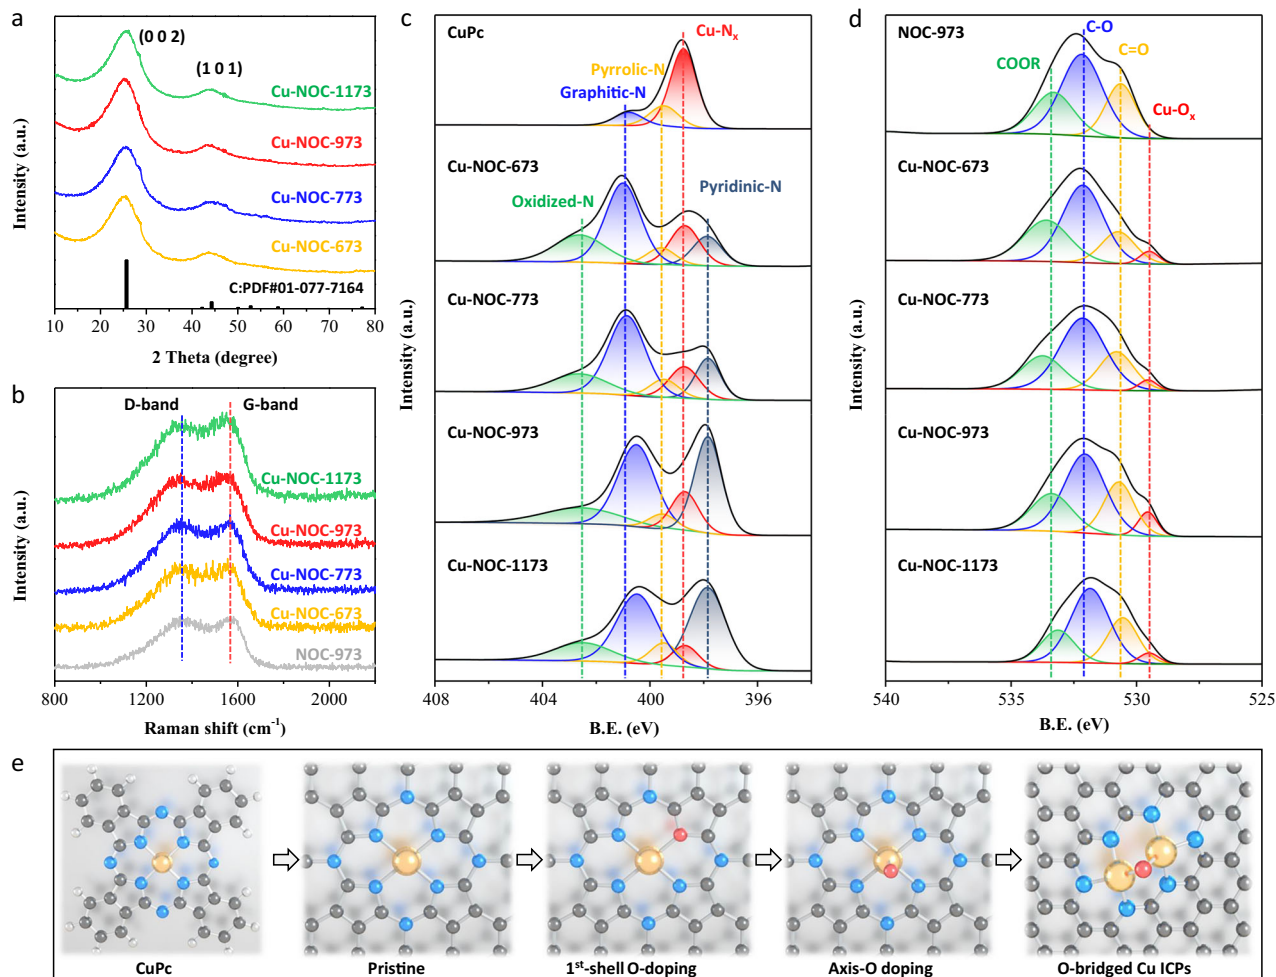 a
Intensity (a.u.)
(0 0 2)
(1 0 1)
Cu-NOC-1173
Cu-NOC-973
Cu-NOC-773
Cu-NOC-673
C:PDF#01-077-7164
10 20 30 40 50 60 70 80
2 Theta (degree)
b
Intensity (a.u.)
D-band
G-band
Cu-NOC-1173
Cu-NOC-973
Cu-NOC-773
Cu-NOC-673
NOC-973
800 1200 1600 2000
Raman shift (cm⁻¹)
c
Intensity (a.u.)
CuPc
Cu-Nₓ
Pyrrolic-N
Graphitic-N
Cu-NOC-673
Oxidized-N
Pyridinic-N
Cu-NOC-773
Cu-NOC-973
Cu-NOC-1173
408 404 400 396
B.E. (eV)
d
Intensity (a.u.)
NOC-973
C-O
C=O
COOR
Cu-Oₓ
Cu-NOC-673
Cu-NOC-773
Cu-NOC-973
Cu-NOC-1173
540 535 530 525
B.E. (eV)
e
CuPc
Pristine
1ˢᵗ-shell O-doping
Axis-O doping
O-bridged Cu ICPs